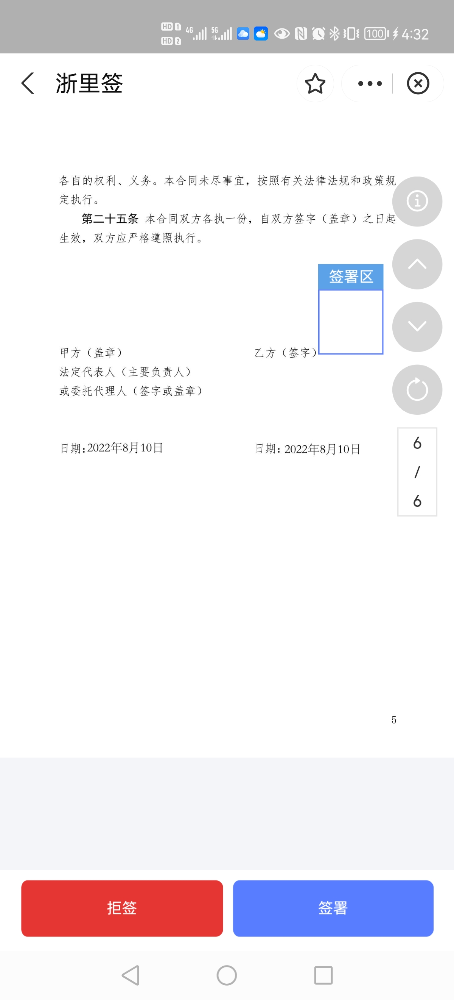 HD 1 4G 5G 100 4:32
HD 2
浙里签
各自的权利、义务。本合同未尽事宜，按照有关法律法规和政策规
定执行。
第二十五条 本合同双方各执一份，自双方签字（盖章）之日起
生效，双方应严格遵照执行。
签署区
甲方（盖章） 乙方（签字）
法定代表人（主要负责人）
或委托代理人（签字或盖章）
日期：2022年8月10日 日期：2022年8月10日
6
/
6
5
拒签 签署